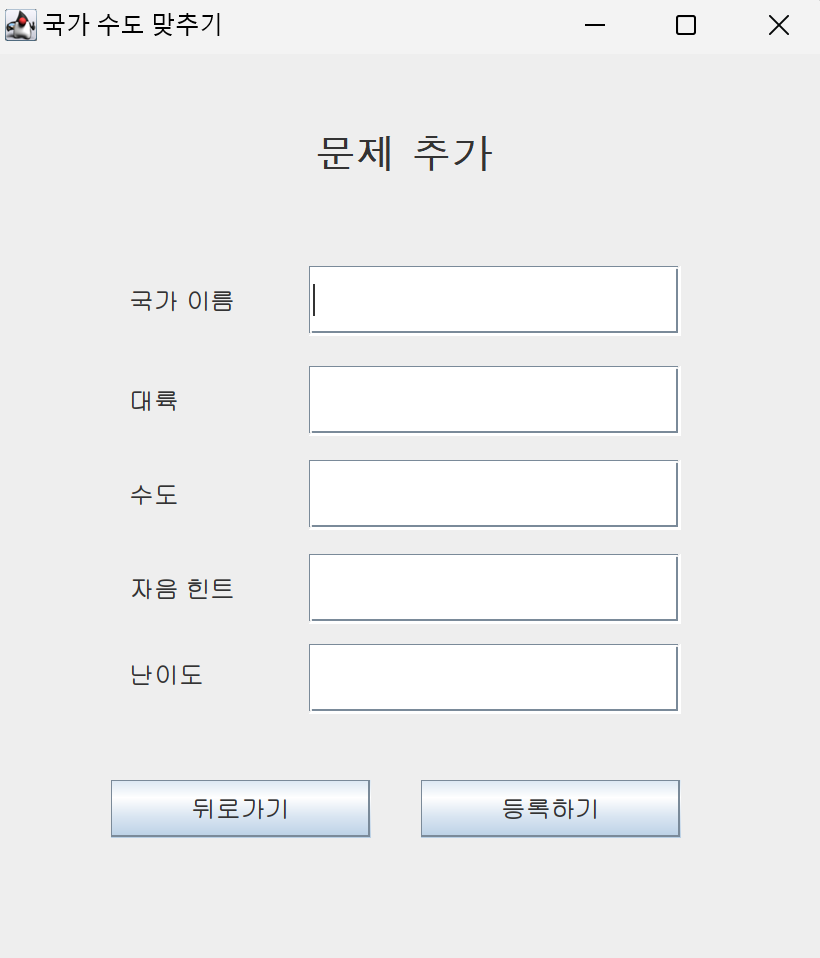 국가 수도 맞추기
문제 추가
국가 이름
대륙
수도
자음 힌트
난이도
뒤로가기
등록하기